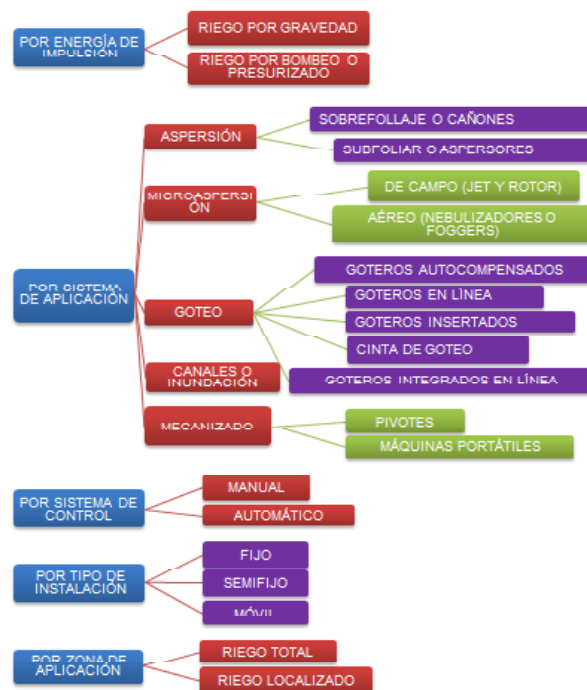 POR ENERGÍA DE
IMPULSIÓN
RIEGO POR GRAVEDAD
RIEGO POR BOMBEO O
PRESURIZADO
POR SISTEMA
DE APLICACIÓN
ASPERSIÓN
SOBREFOLLAJE O CAÑONES
SUBFOLIAR O ASPERSORES
MICROASPERSI
ÓN
DE CAMPO (JET Y ROTOR)
AÉREO (NEBULIZADORES O
FOGGERS)
GOTEO
GOTEROS AUTOCOMPENSADOS
GOTEROS EN LÌNEA
GOTEROS INSERTADOS
CINTA DE GOTEO
GOTEROS INTEGRADOS EN LÍNEA
CANALES O
INUNDACIÓN
MECANIZADO
PIVOTES
MÁQUINAS PORTÁTILES
POR SISTEMA DE
CONTROL
MANUAL
AUTOMÁTICO
POR TIPO DE
INSTALACIÓN
FIJO
SEMIFIJO
MÓVIL
POR ZONA DE
APLICACIÓN
RIEGO TOTAL
RIEGO LOCALIZADO